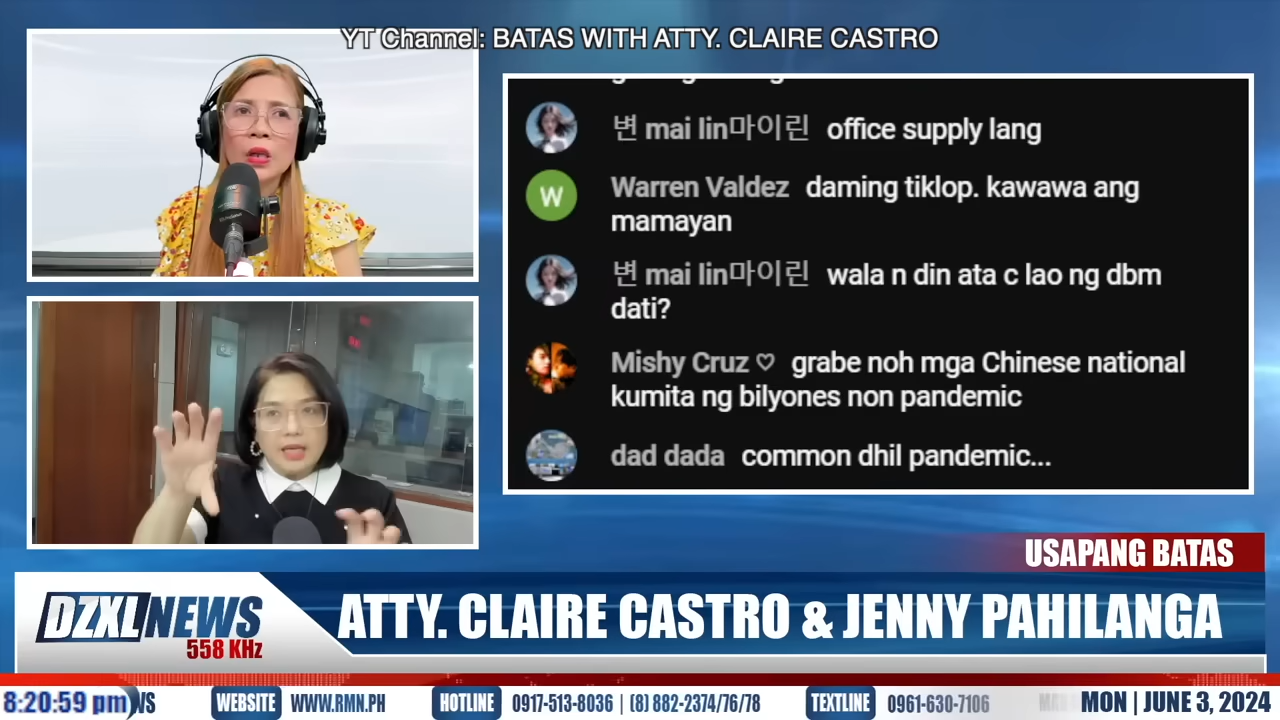 YT Channel: BATAS WITH ATTY. CLAIRE CASTRO
변 mai lin마이린 office supply lang
W
Warren Valdez daming tiklop. kawawa ang
mamayan
변 mai lin마이린 wala n din ata c lao ng dbm
dati?
Mishy Cruz ♡ grabe noh mga Chinese national
kumita ng bilyones non pandemic
dad dada common dhil pandemic...
USAPANG BATAS
DZXL NEWS
558 KHz
ATTY. CLAIRE CASTRO & JENNY PAHILANGA
8:20:59 pm WEBSITE WWW.RMN.PH HOTLINE 0917-513-8036 | (8) 882-2374/76/78 TEXTLINE 0961-630-7106 MON | JUNE 3, 2024